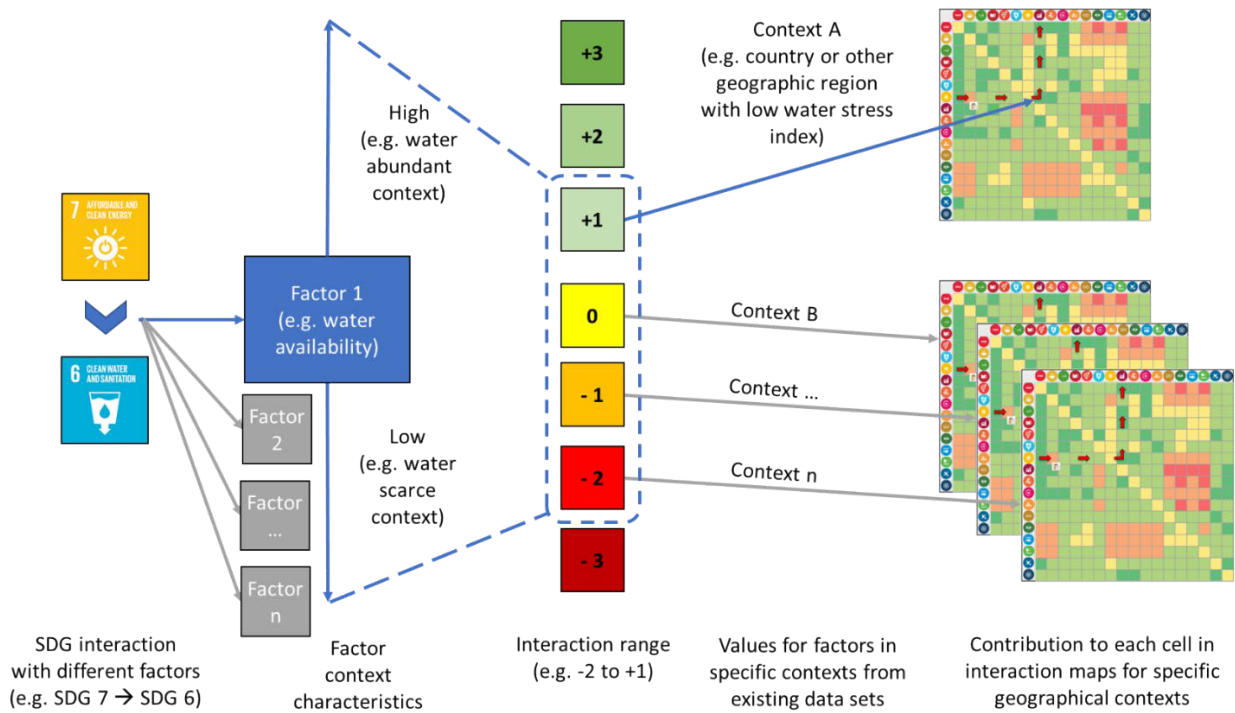 7 AFFORDABLE AND
CLEAN ENERGY
6 CLEAN WATER
AND SANITATION
SDG interaction
with different factors
(e.g. SDG 7 → SDG 6)
High
(e.g. water
abundant
context)
Factor 1
(e.g. water
availability)
Factor
2
Factor
...
Factor
n
Low
(e.g. water
scarce
context)
Factor
context
characteristics
+3
+2
+1
0
- 1
- 2
- 3
Interaction range
(e.g. -2 to +1)
Context A
(e.g. country or other
geographic region
with low water stress
index)
Context B
Context ...
Context n
Values for factors in
specific contexts from
existing data sets
Contribution to each cell in
interaction maps for specific
geographical contexts